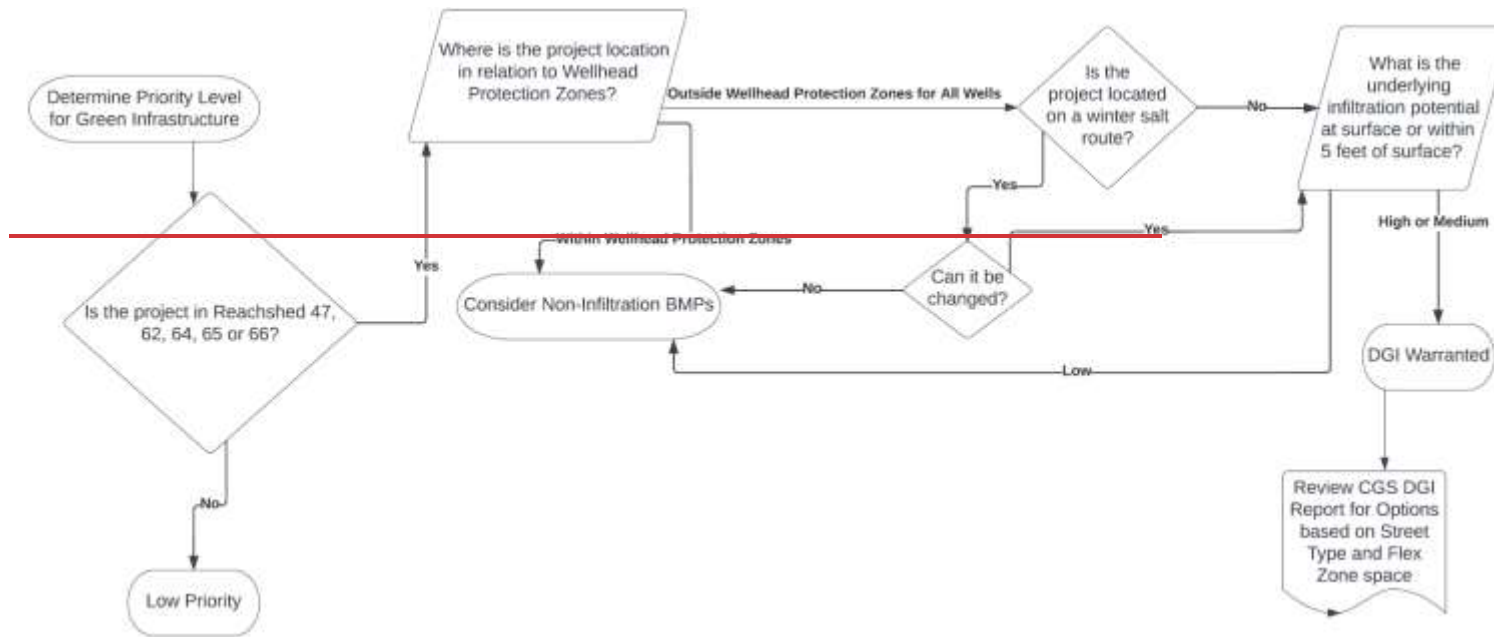 Determine Priority Level
for Green Infrastructure
Is the project in Reachshed 47,
62, 64, 65 or 66?
No
Low Priority
Yes
Where is the project location
in relation to Wellhead
Protection Zones?
Outside Wellhead Protection Zones for All Wells
Within Wellhead Protection Zones
Consider Non-Infiltration BMPs
Is the
project located
on a winter salt
route?
No
Yes
Can it be
changed?
No
Yes
What is the
underlying
infiltration potential
at surface or within
5 feet of surface?
Low
High or Medium
DGI Warranted
Review CGS DGI
Report for Options
based on Street
Type and Flex
Zone space